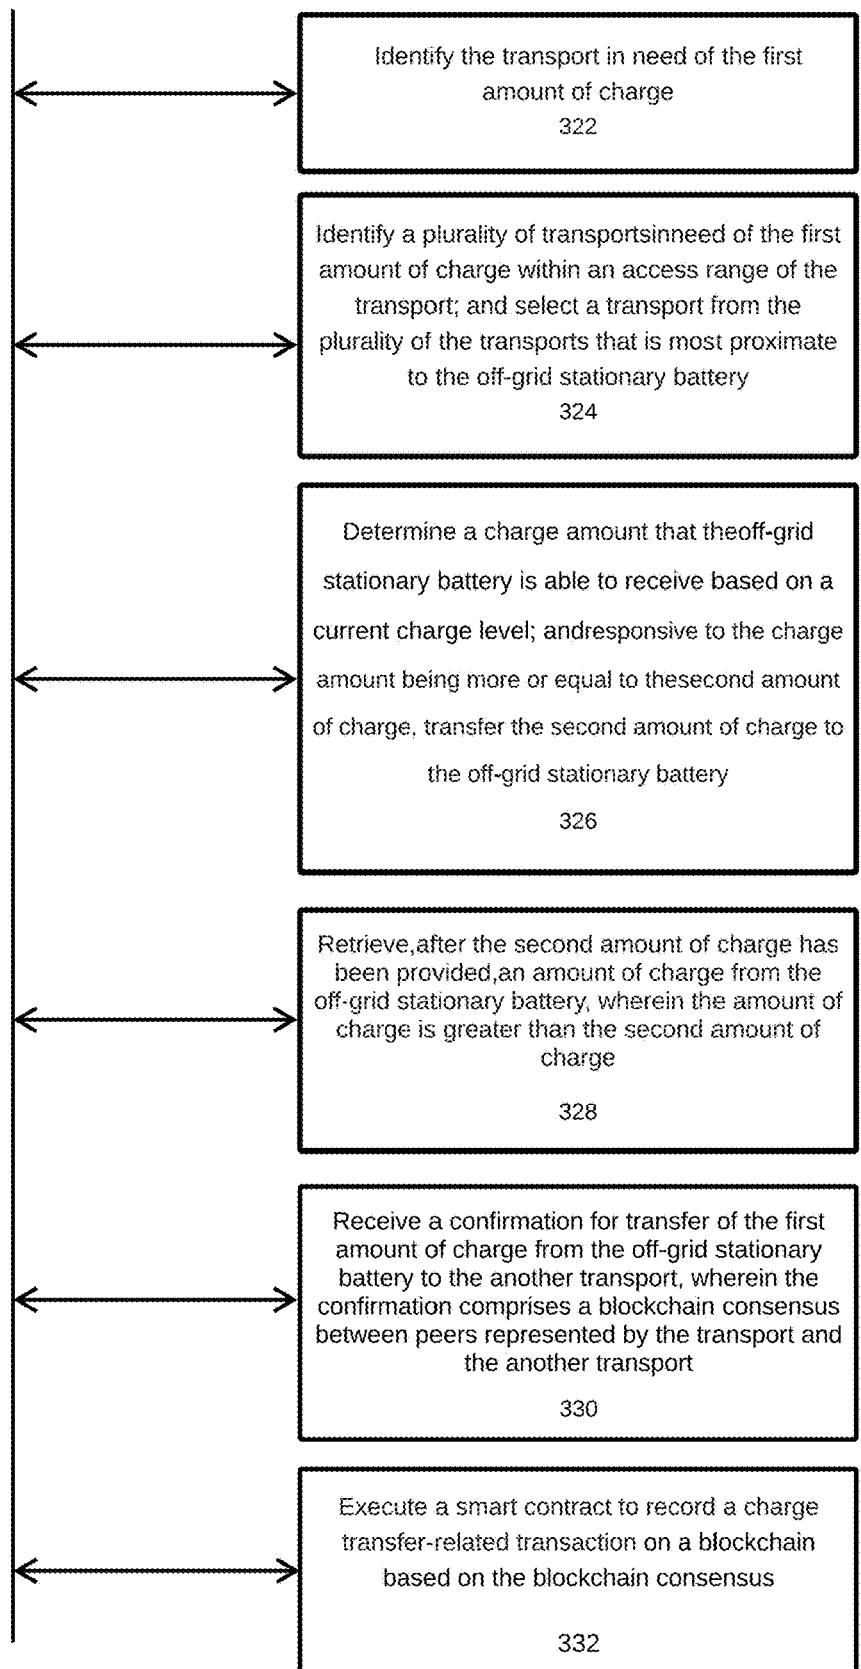 Identify the transport in need of the first
amount of charge
322
Identify a plurality of transportsinneed of the first
amount of charge within an access range of the
transport; and select a transport from the
plurality of the transports that is most proximate
to the off-grid stationary battery
324
Determine a charge amount that theoff-grid
stationary battery is able to receive based on a
current charge level; andresponsive to the charge
amount being more or equal to thesecond amount
of charge, transfer the second amount of charge to
the off-grid stationary battery
326
Retrieve,after the second amount of charge has
been provided,an amount of charge from the
off-grid stationary battery, wherein the amount of
charge is greater than the second amount of
charge
328
Receive a confirmation for transfer of the first
amount of charge from the off-grid stationary
battery to the another transport, wherein the
confirmation comprises a blockchain consensus
between peers represented by the transport and
the another transport
330
Execute a smart contract to record a charge
transfer-related transaction on a blockchain
based on the blockchain consensus
332